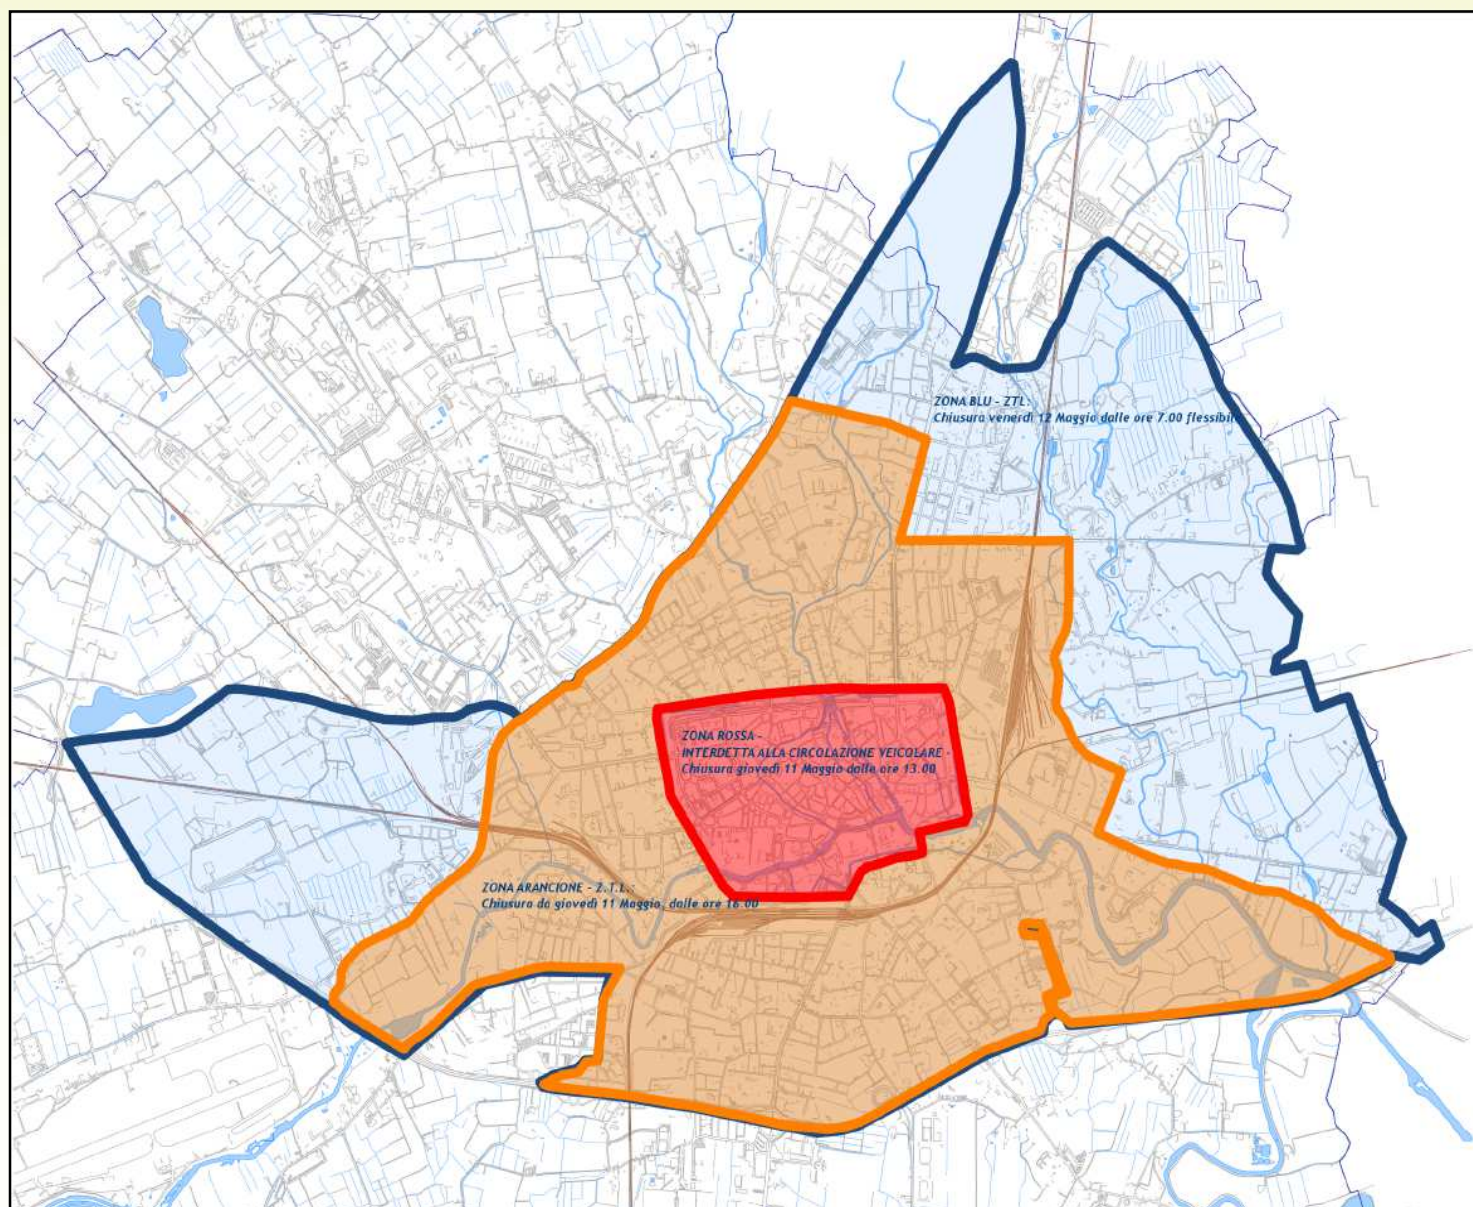 ZONA BLU - ZTL:
Chiusura venerdì 12 Maggio dalle ore 7.00 flessibile
ZONA ROSSA -
INTERDETTA ALLA CIRCOLAZIONE VEICOLARE -
Chiusura giovedì 11 Maggio dalle ore 13.00
ZONA ARANCIONE - Z.T.L.:
Chiusura da giovedì 11 Maggio, dalle ore 16.00